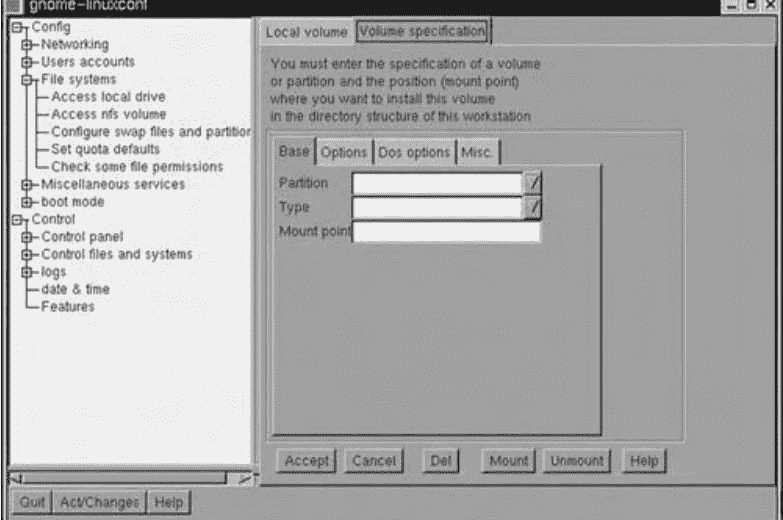 gnome-linuxconf
Config
Networking
Users accounts
File systems
Access local drive
Access nfs volume
Configure swap files and partition
Set quota defaults
Check some file permissions
Miscellaneous services
boot mode
Control
Control panel
Control files and systems
logs
date & time
Features
Local volume Volume specification
You must enter the specification of a volume
or partition and the position (mount point)
where you want to install this volume
in the directory structure of this workstation
Base Options Dos options Misc.
Partition
Type
Mount point
Accept Cancel Del Mount Unmount Help
Quit Act/Changes Help